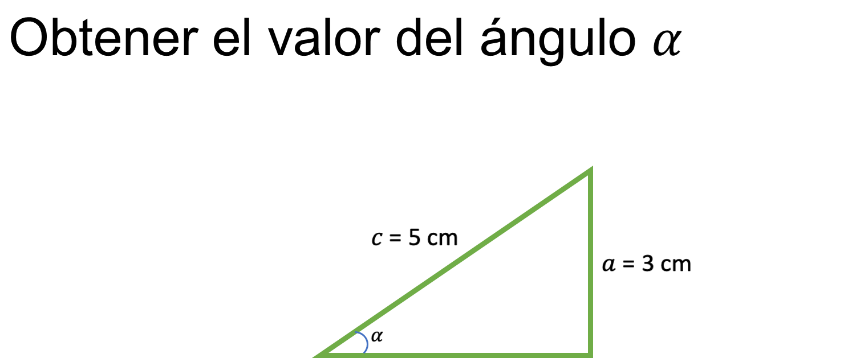 Obtener el valor del ángulo α
c = 5 cm
a = 3 cm
α